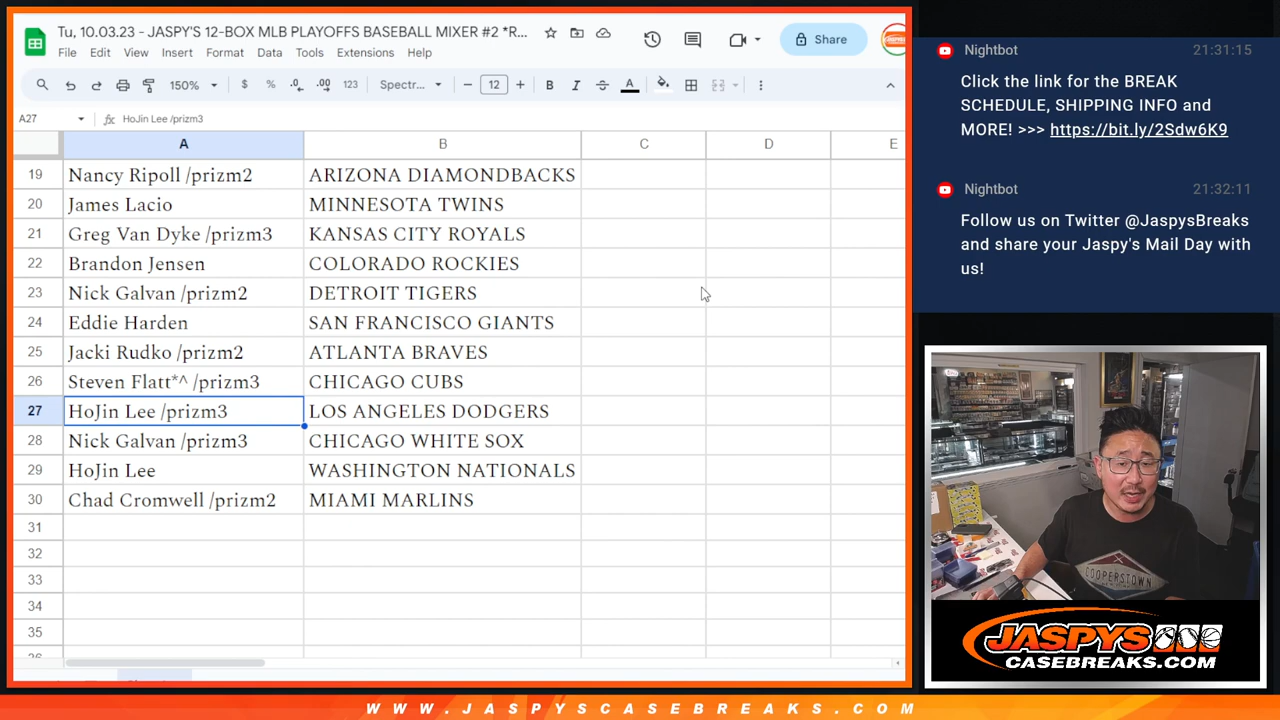 Tu, 10.03.23 - JASPY'S 12-BOX MLB PLAYOFFS BASEBALL MIXER #2 *R...
File Edit View Insert Format Data Tools Extensions Help
Share
150% $ % .0 .00 123 Spectr... 12 B I A
A27 fx HoJin Lee /prizm3
A B C D E
19 Nancy Ripoll /prizm2 ARIZONA DIAMONDBACKS
20 James Lacio MINNESOTA TWINS
21 Greg Van Dyke /prizm3 KANSAS CITY ROYALS
22 Brandon Jensen COLORADO ROCKIES
23 Nick Galvan /prizm2 DETROIT TIGERS
24 Eddie Harden SAN FRANCISCO GIANTS
25 Jacki Rudko /prizm2 ATLANTA BRAVES
26 Steven Flatt*^ /prizm3 CHICAGO CUBS
27 HoJin Lee /prizm3 LOS ANGELES DODGERS
28 Nick Galvan /prizm3 CHICAGO WHITE SOX
29 HoJin Lee WASHINGTON NATIONALS
30 Chad Cromwell /prizm2 MIAMI MARLINS
31
32
33
34
35
Nightbot 21:31:15
Click the link for the BREAK
SCHEDULE, SHIPPING INFO and
MORE! >>> https://bit.ly/2Sdw6K9
Nightbot 21:32:11
Follow us on Twitter @JaspysBreaks
and share your Jaspy's Mail Day with
us!
COOPERSTOWN
JASPYS
CASEBREAKS.COM
WWW.JASPYSCASEBREAKS.COM